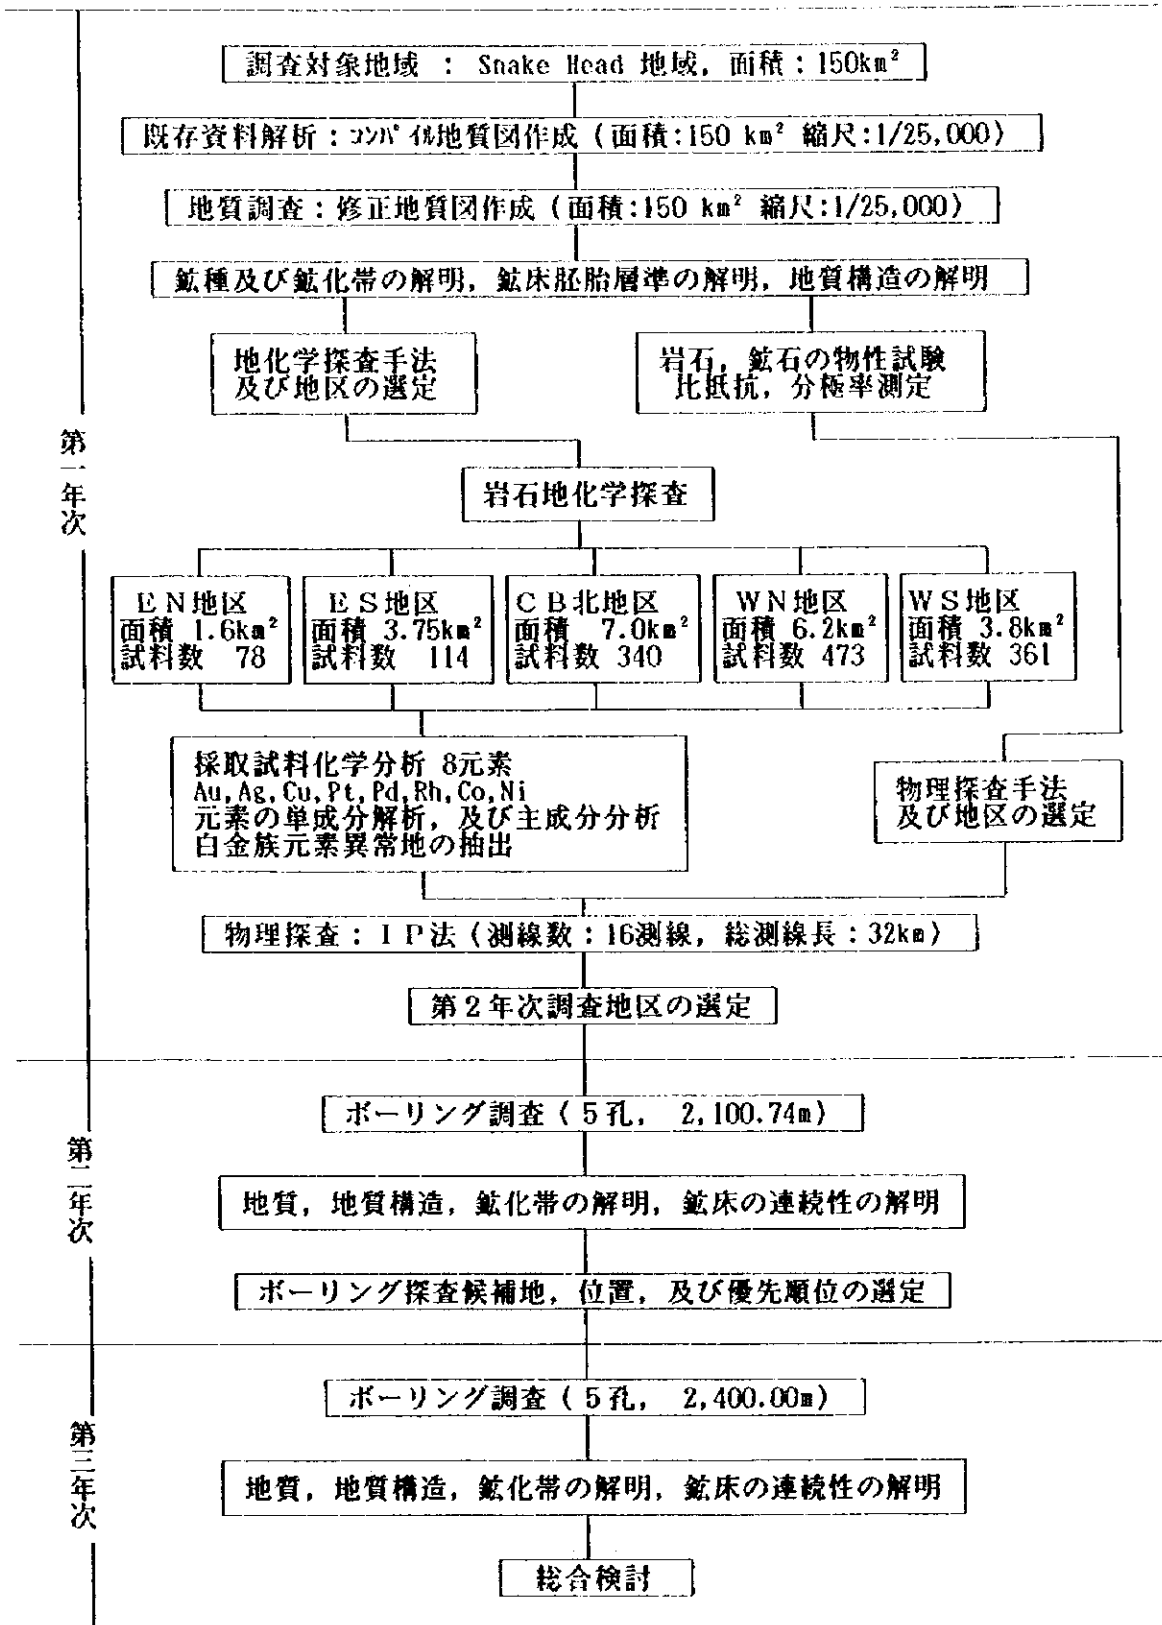 調査対象地域 : Snake Head 地域, 面積:150km²
既存資料解析:ｺﾝﾊﾟｲﾙ地質図作成 (面積:150 km² 縮尺:1/25,000)
地質調査:修正地質図作成 (面積:150 km² 縮尺:1/25,000)
鉱種及び鉱化帯の解明, 鉱床胚胎層準の解明, 地質構造の解明
地化学探査手法
及び地区の選定
岩石, 鉱石の物性試験
比抵抗, 分極率測定
第一年次
岩石地化学探査
EN地区
面積 1.6km²
試料数 78
ES地区
面積 3.75km²
試料数 114
CB北地区
面積 7.0km²
試料数 340
WN地区
面積 6.2km²
試料数 473
WS地区
面積 3.8km²
試料数 361
採取試料化学分析 8元素
Au,Ag,Cu,Pt,Pd,Rh,Co,Ni
元素の単成分解析, 及び主成分分析
白金族元素異常地の抽出
物理探査手法
及び地区の選定
物理探査:IP法 (測線数:16測線, 総測線長:32km)
第2年次調査地区の選定
第二年次
ボーリング調査 (5孔, 2,100.74m)
地質, 地質構造, 鉱化帯の解明, 鉱床の連続性の解明
ボーリング探査候補地, 位置, 及び優先順位の選定
第三年次
ボーリング調査 (5孔, 2,400.00m)
地質, 地質構造, 鉱化帯の解明, 鉱床の連続性の解明
総合検討